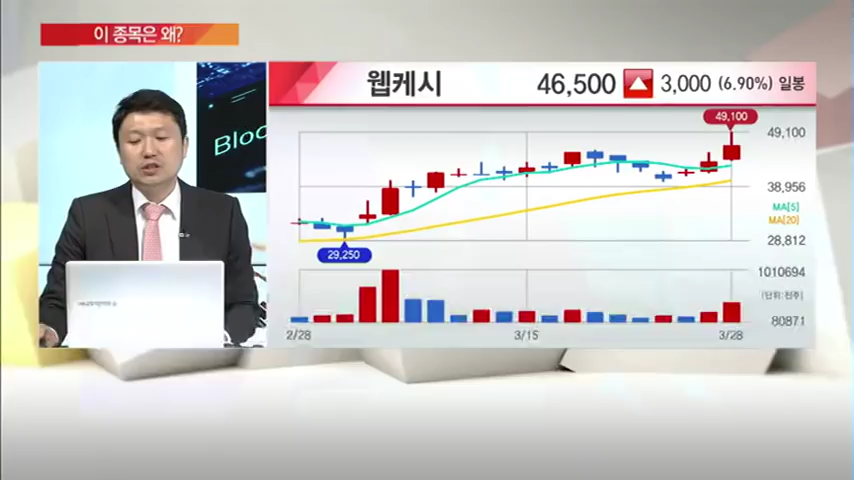 이 종목은 왜?
웹케시 46,500 3,000 (6.90%) 일봉
Bloc
49,100
49,100
38,956
MA[5]
MA[20]
29,250
28,812
1010694
(단위:천주)
80871
2/28 3/15 3/28